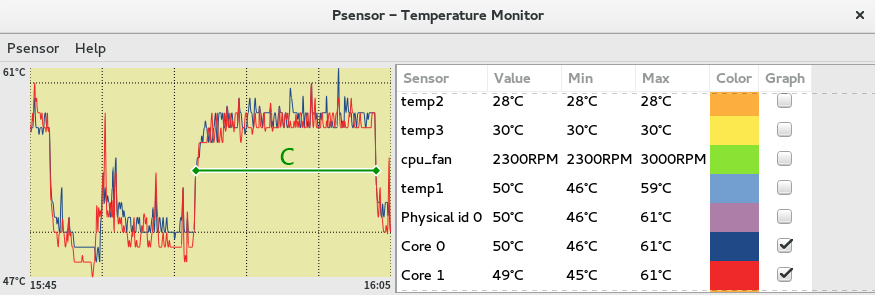 Psensor – Temperature Monitor
Psensor Help
61°C
C
47°C
15:45 16:05
Sensor Value Min Max Color Graph
temp2 28°C 28°C 28°C
temp3 30°C 30°C 30°C
cpu_fan 2300RPM 2300RPM 3000RPM
temp1 50°C 46°C 59°C
Physical id 0 50°C 46°C 61°C
Core 0 50°C 46°C 61°C
Core 1 49°C 45°C 61°C